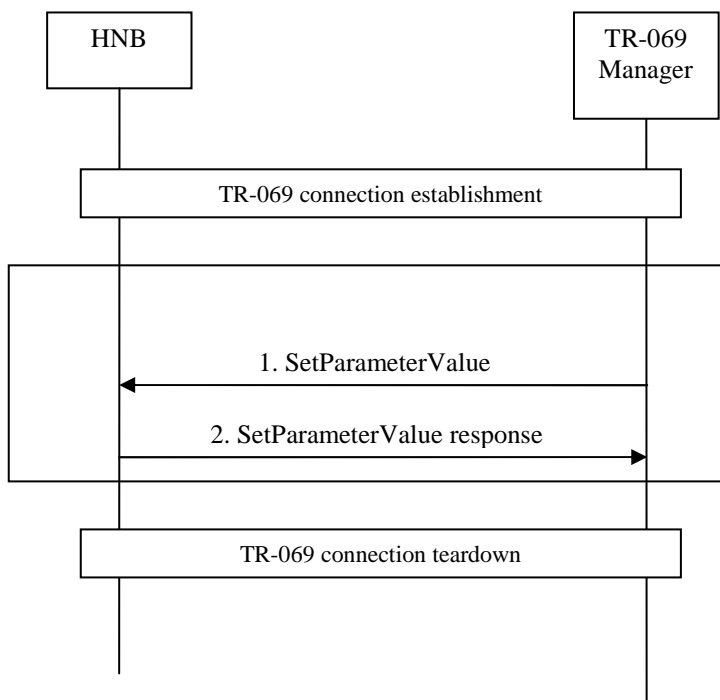 HNB
TR-069
Manager
TR-069 connection establishment
1. SetParameterValue
2. SetParameterValue response
TR-069 connection teardown